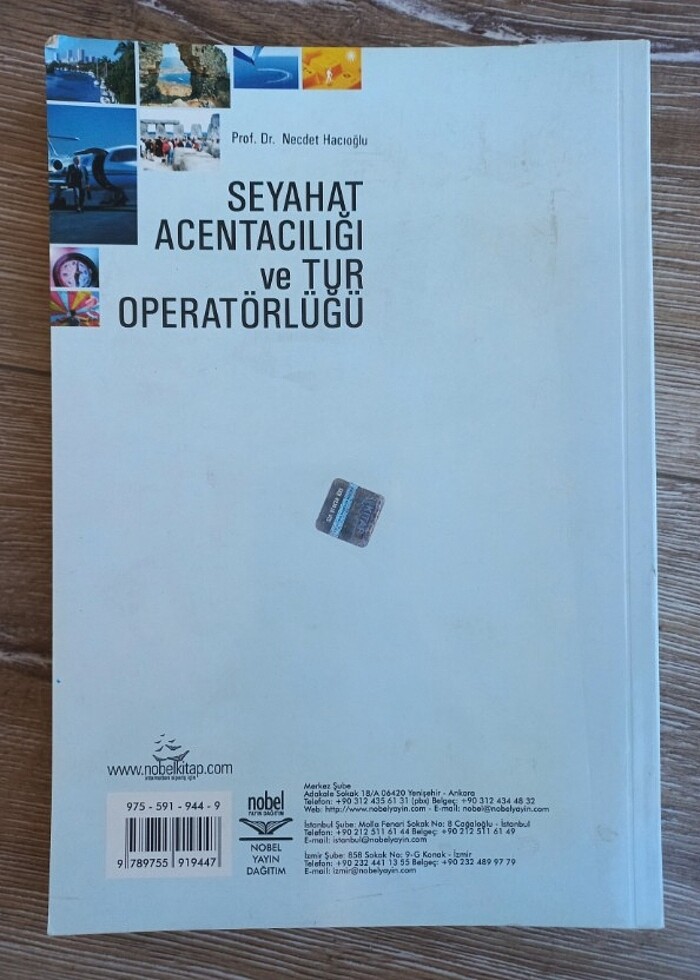 Prof. Dr. Necdet Hacıoğlu
SEYAHAT
ACENTACILIĞI
ve TUR
OPERATÖRLÜĞÜ
www.nobelkitap.com
internetten sipariş için
975 - 591 - 944 - 9
9 789755 919447
nobel
YAYIN DAĞITIM
NOBEL
YAYIN
DAĞITIM
Merkez Şube
Adakale Sokak 18/A 06420 Yenişehir - Ankara
Telefon: +90 312 435 61 31 (pbx) Belgeç: +90 312 434 48 32
Web: http://www.nobelyayin.com - E-mail: nobel@nobelyayin.com
İstanbul Şube: Molla Fenari Sokak No: 8 Cağaloğlu - İstanbul
Telefon: +90 212 511 61 44 Belgeç: +90 212 511 61 49
E-mail: istanbul@nobelyayin.com
İzmir Şube: 858 Sokak No: 9-G Konak - İzmir
Telefon: +90 232 441 13 55 Belgeç: +90 232 489 97 79
E-mail: izmir@nobelyayin.com